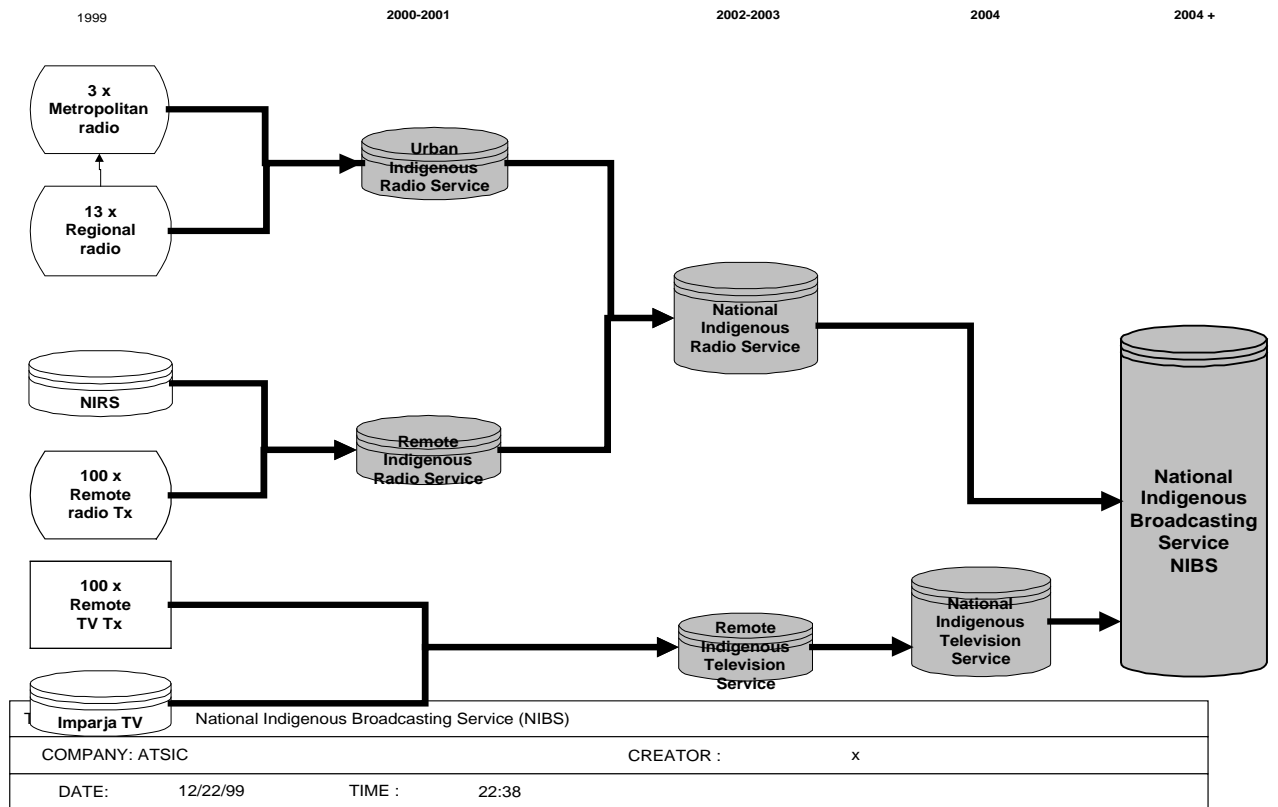 1999
2000-2001
2002-2003
2004
2004 +
3 x
Metropolitan
radio
13 x
Regional
radio
Urban
Indigenous
Radio Service
National
Indigenous
Radio Service
NIRS
Remote
Indigenous
Radio Service
100 x
Remote
radio Tx
National
Indigenous
Broadcasting
Service
NIBS
100 x
Remote
TV Tx
Remote
Indigenous
Television
Service
National
Indigenous
Television
Service
Imparja TV
National Indigenous Broadcasting Service (NIBS)
COMPANY: ATSIC CREATOR : x
DATE: 12/22/99 TIME : 22:38